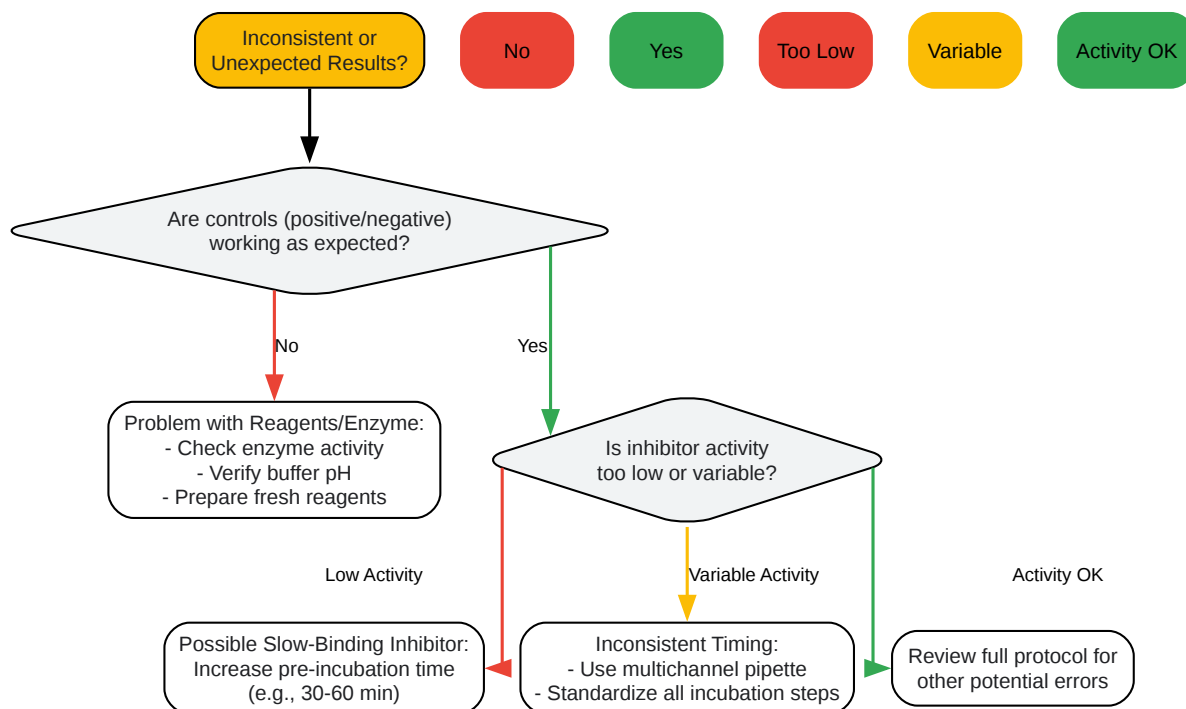 Inconsistent or
Unexpected Results?
No
Yes
Too Low
Variable
Activity OK
Are controls (positive/negative)
working as expected?
No
Yes
Problem with Reagents/Enzyme:
- Check enzyme activity
- Verify buffer pH
- Prepare fresh reagents
Is inhibitor activity
too low or variable?
Low Activity
Variable Activity
Activity OK
Possible Slow-Binding Inhibitor:
Increase pre-incubation time
(e.g., 30-60 min)
Inconsistent Timing:
- Use multichannel pipette
- Standardize all incubation steps
Review full protocol for
other potential errors